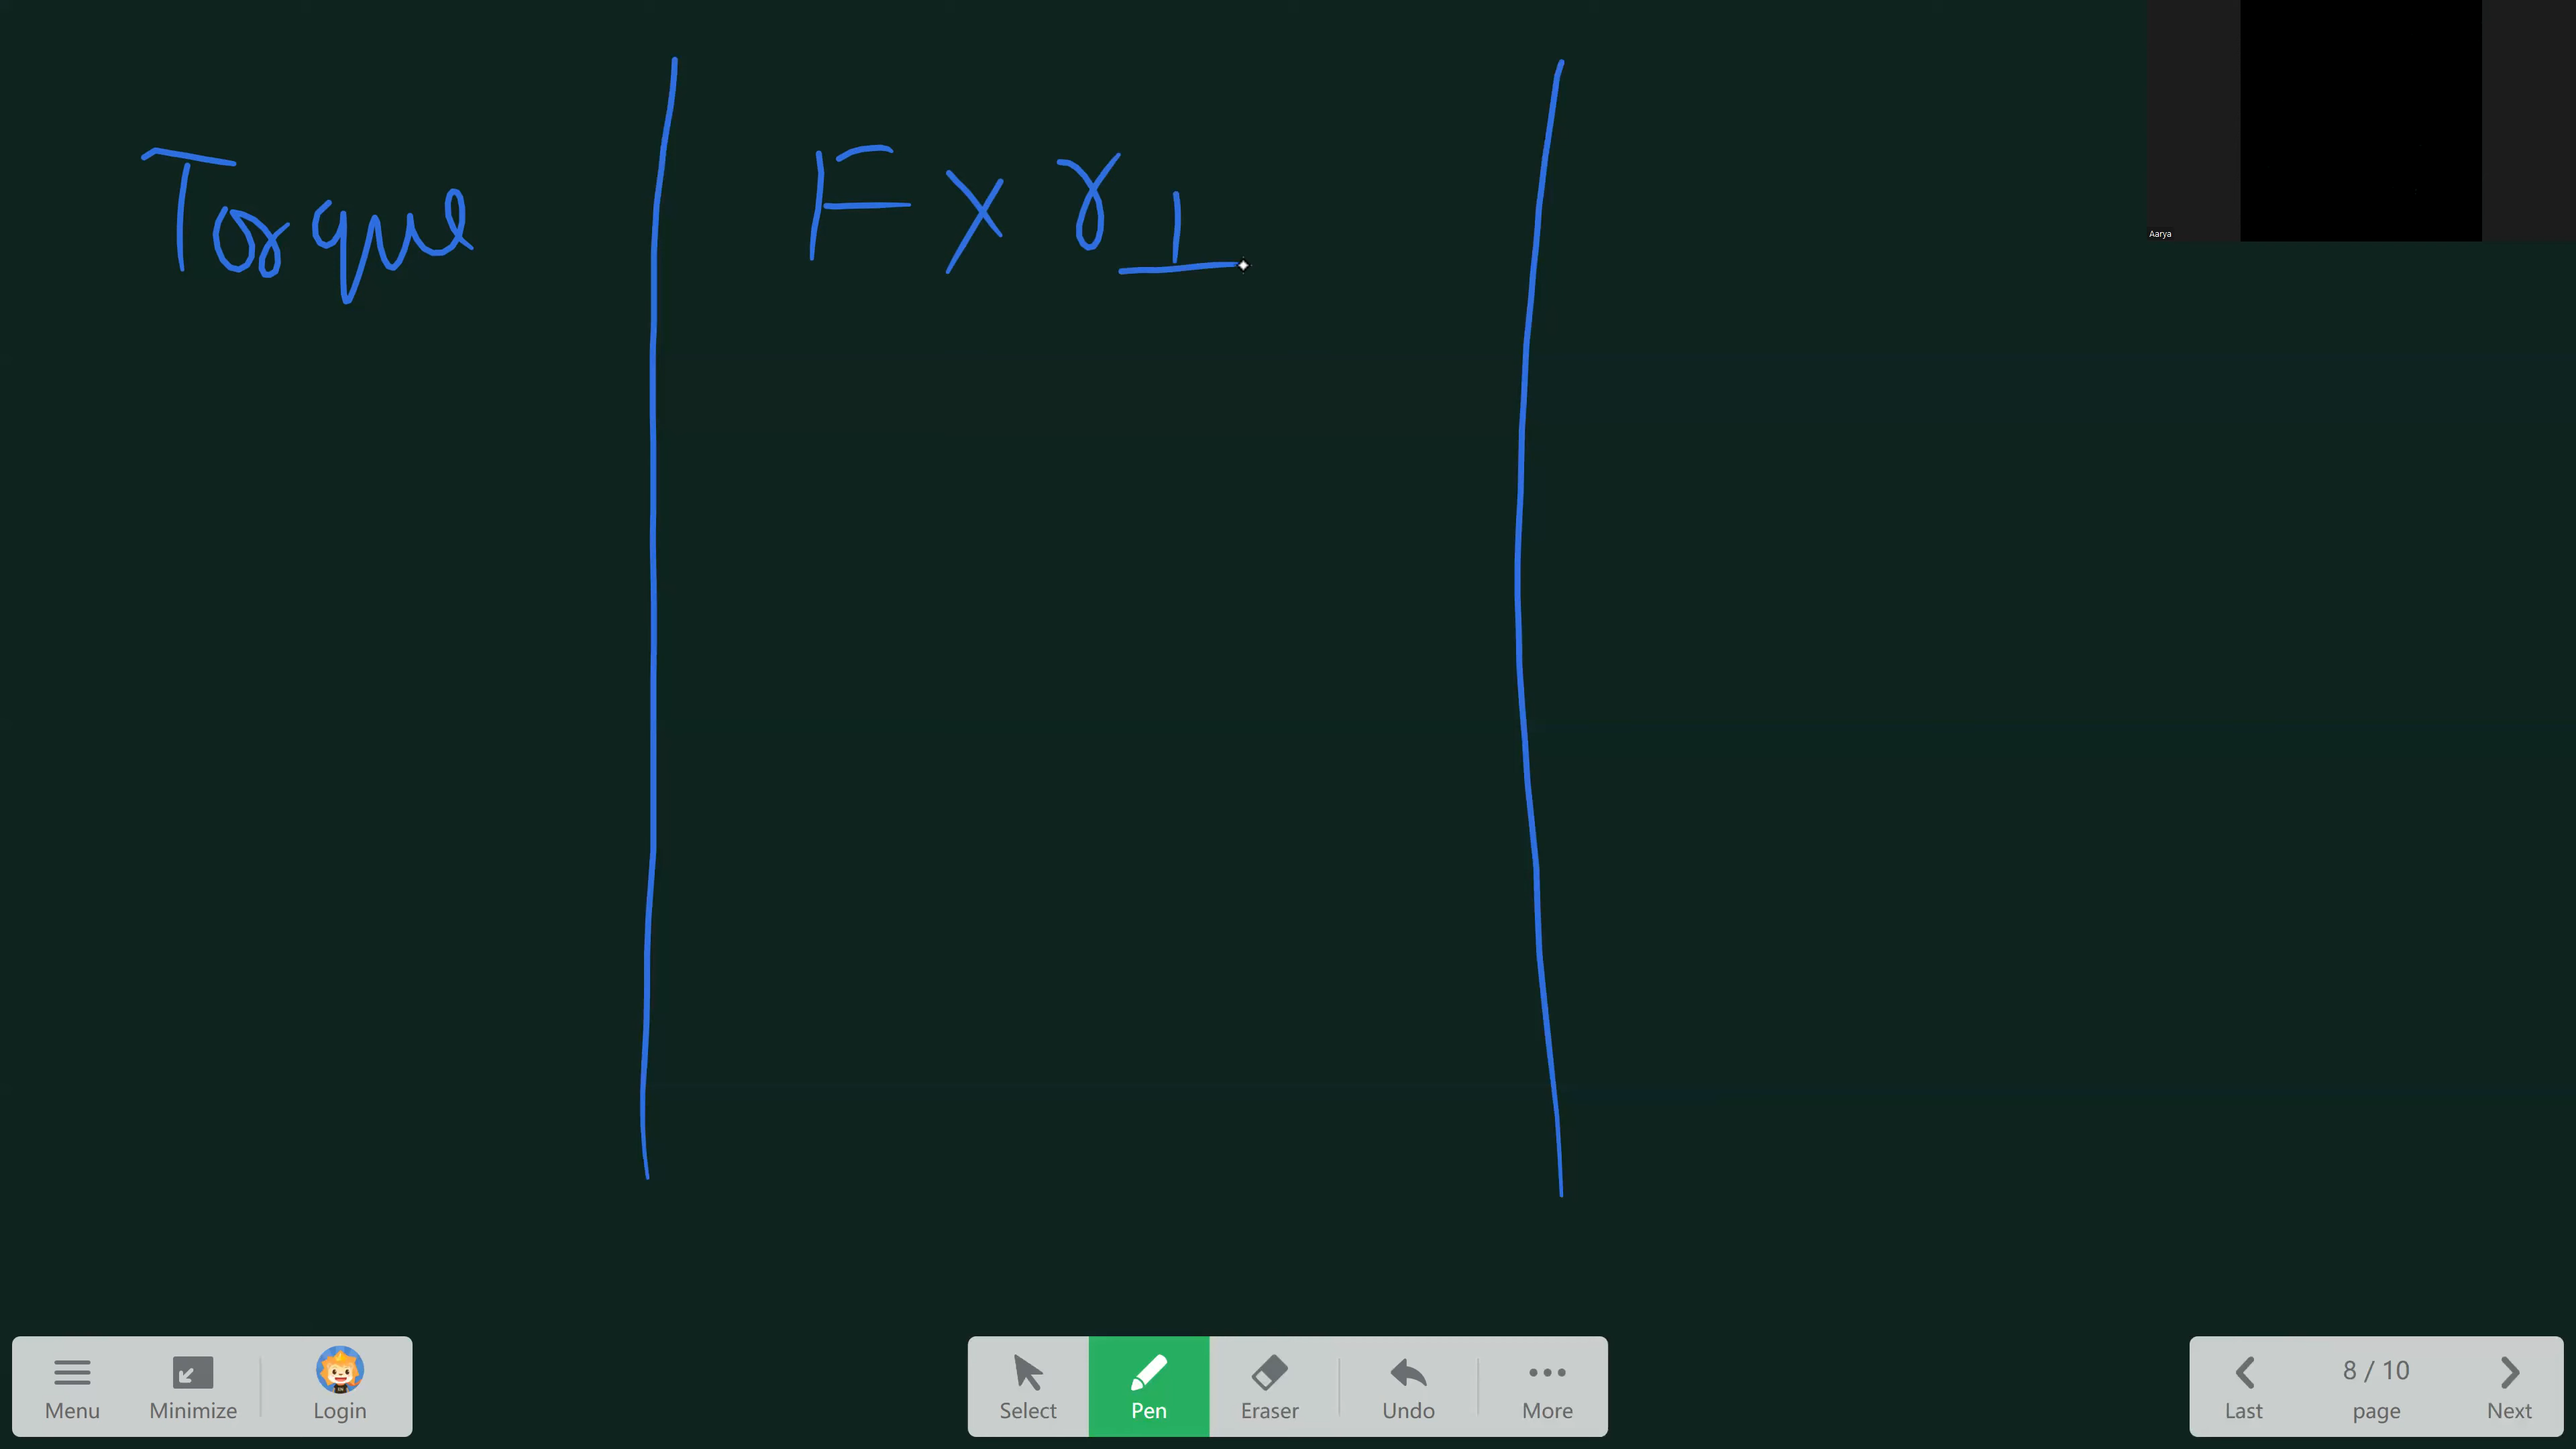 Torque
F x r⊥
Aarya
Menu
Minimize
Login
Select
Pen
Eraser
Undo
More
Last
8 / 10
page
Next